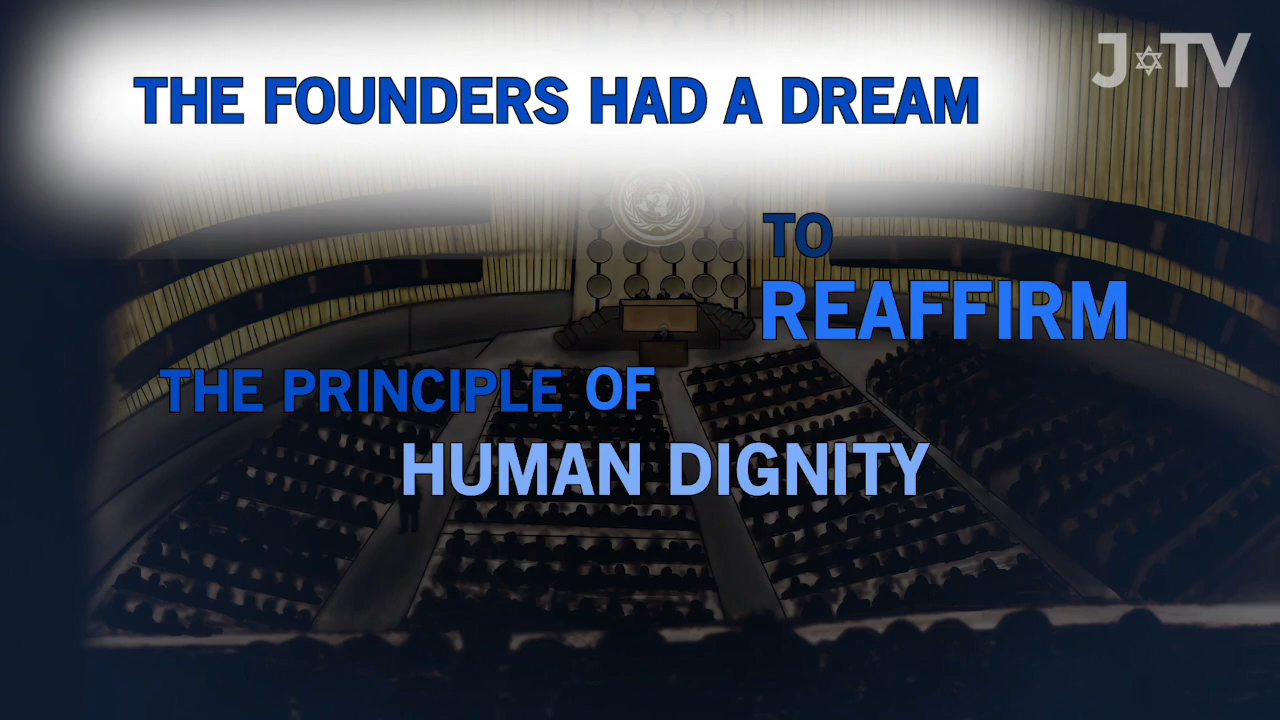 THE FOUNDERS HAD A DREAM
TO
REAFFIRM
THE PRINCIPLE OF
HUMAN DIGNITY
J✡TV